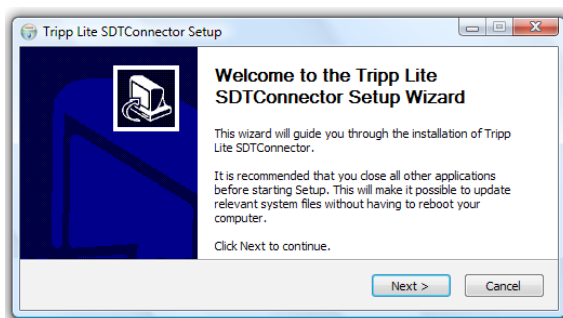 Tripp Lite SDTConnector Setup
Welcome to the Tripp Lite
SDTConnector Setup Wizard
This wizard will guide you through the installation of Tripp
Lite SDTConnector.
It is recommended that you close all other applications
before starting Setup. This will make it possible to update
relevant system files without having to reboot your
computer.
Click Next to continue.
Next >
Cancel